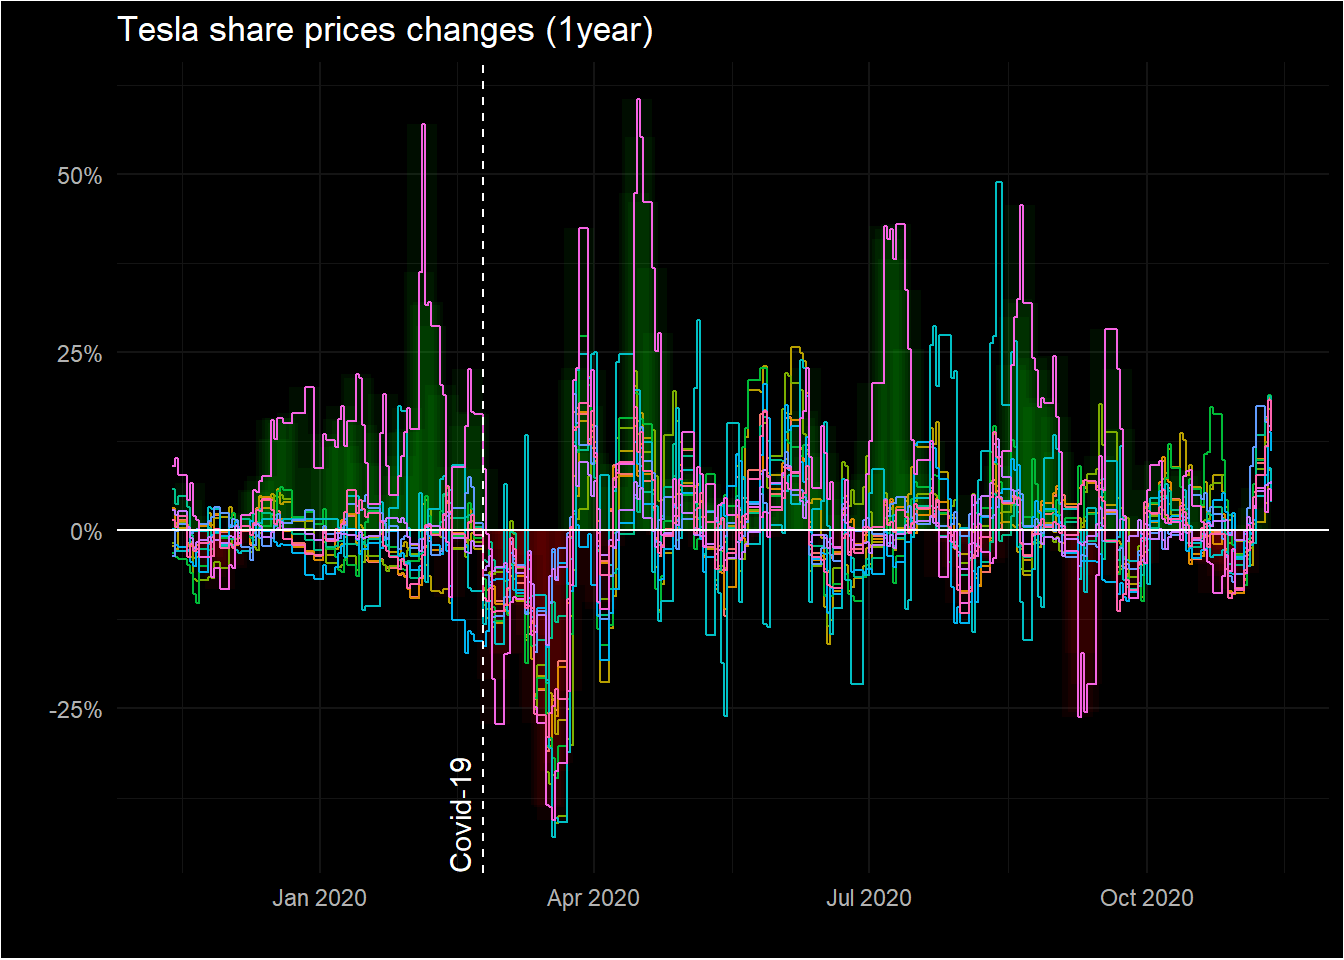 Tesla share prices changes (1year)
50%
25%
0%
-25%
Covid-19
Jan 2020
Apr 2020
Jul 2020
Oct 2020